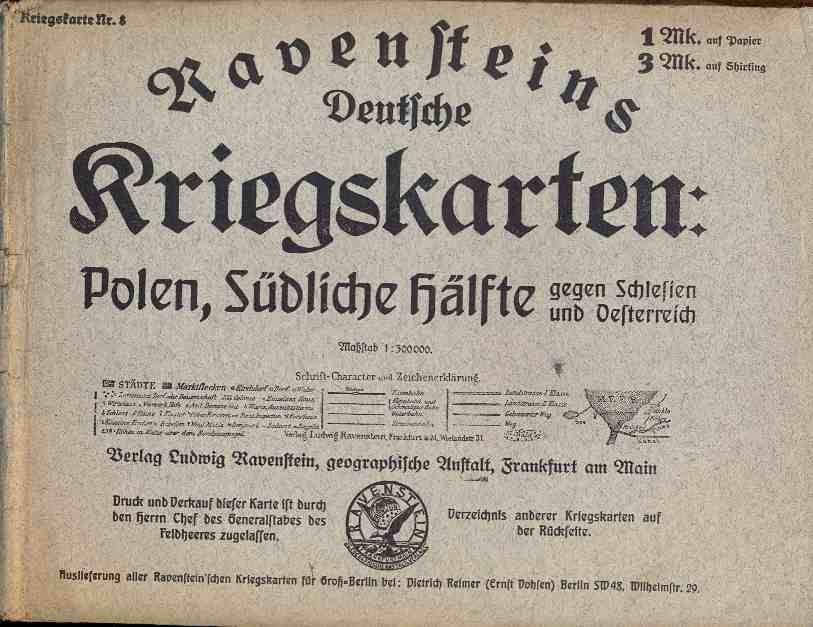 Kriegskarte Nr. 8
1 Mk. auf Papier
3 Mk. auf Shirting
Ravensteins
Deutsche
Kriegskarten:
Polen, Südliche Hälfte
gegen Schlesien
und Oesterreich
Maßstab 1:300000.
Schrift-Character und Zeichenerklärung.
STÄDTE Marktflecken
Eisenbahn
MEER
Verlag Ludwig Ravenstein, Frankfurt a.M. Wielandstr. 31.
Verlag Ludwig Ravenstein, geographische Anstalt, Frankfurt am Main
Druck und Verkauf dieser Karte ist durch
den Herrn Chef des Generalstabes des
Feldheeres zugelassen.
RAVENSTEIN
FRANKFURT
Verzeichnis anderer Kriegskarten auf
der Rückseite.
Auslieferung aller Ravenstein'schen Kriegskarten für Groß-Berlin bei: Dietrich Reimer (Ernst Vohsen) Berlin SW48, Wilhelmstr. 29.